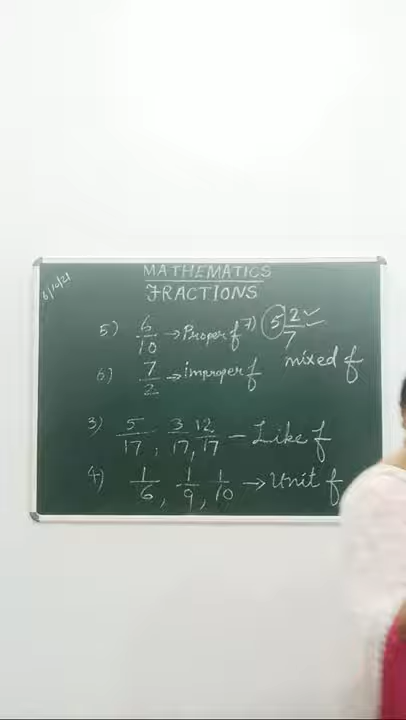 8/10/21
MATHEMATICS
FRACTIONS
5) 6/10 → Proper f
7) 5 2/7
mixed f
6) 7/2 → improper f
3) 5/17, 3/17, 12/17 – Like f
4) 1/6, 1/9, 1/10 → Unit f